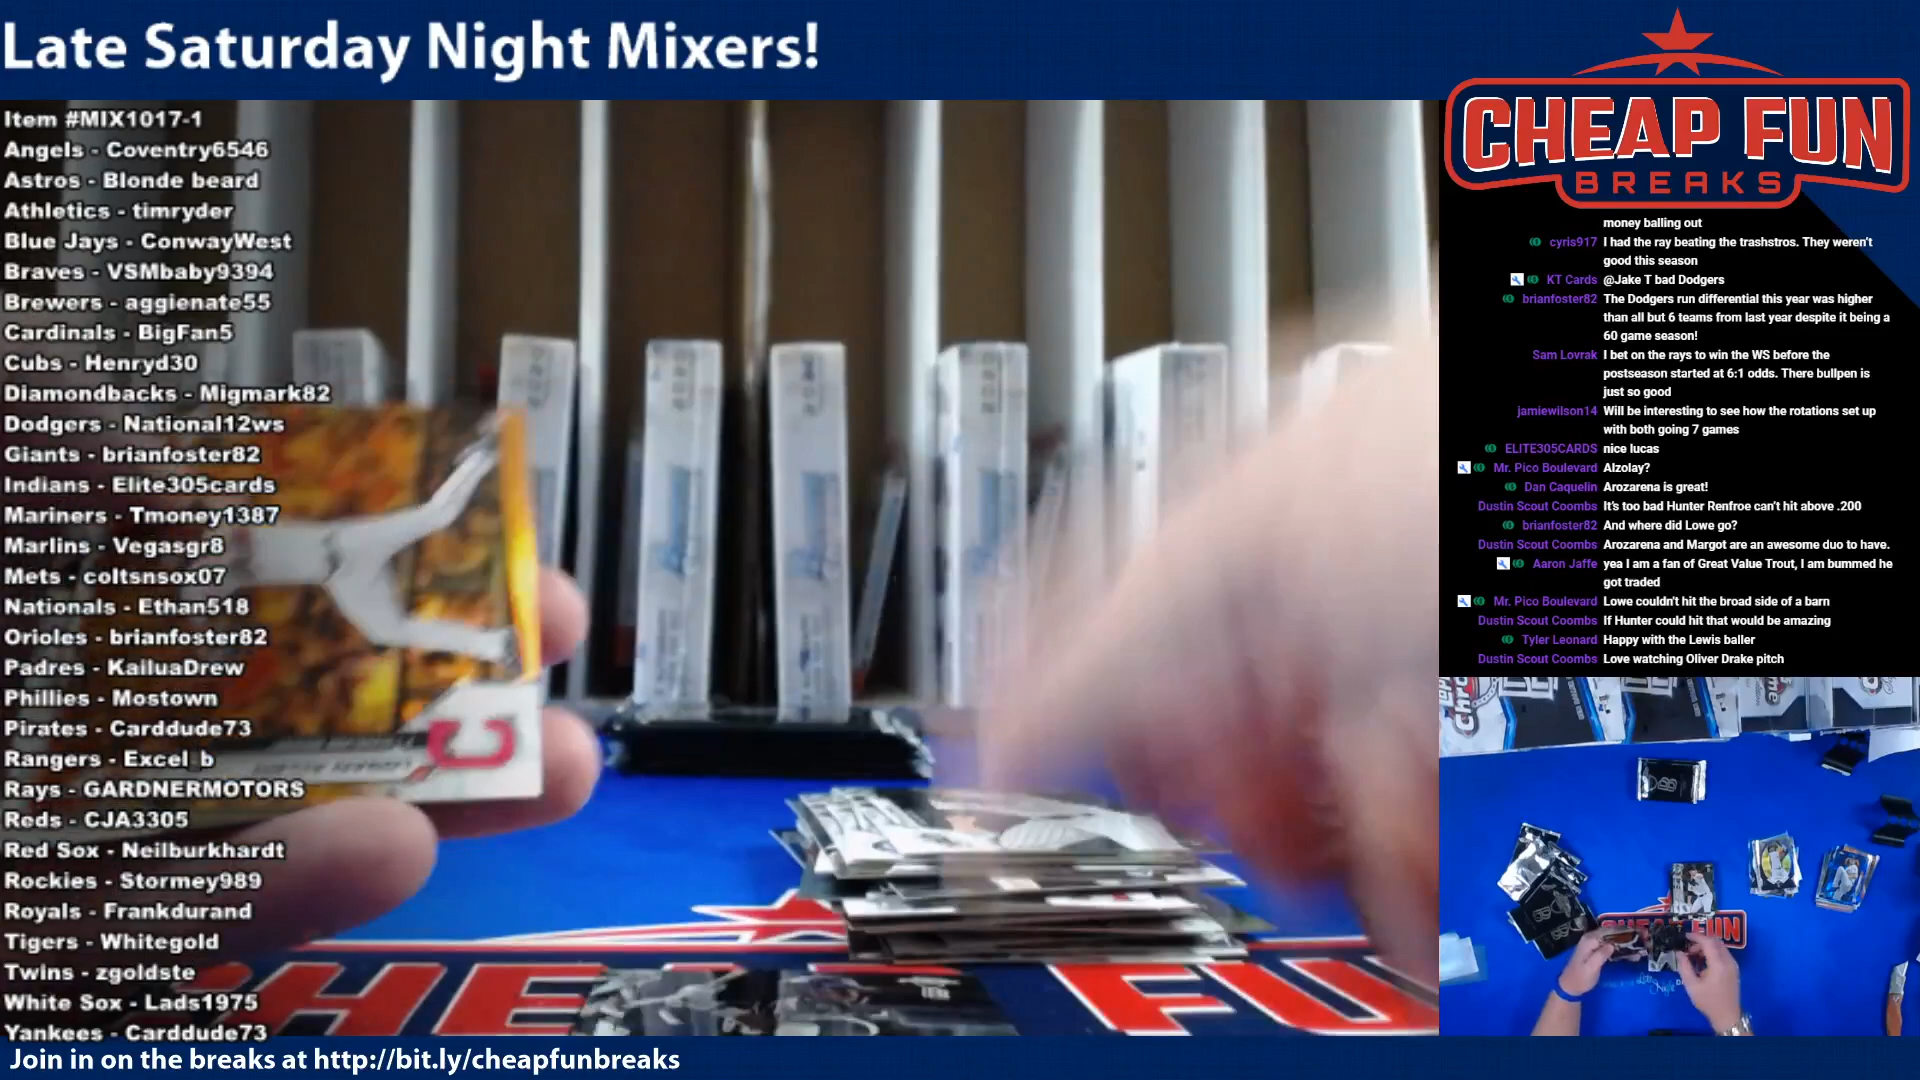 Late Saturday Night Mixers!
Item #MIX1017-1
Angels - Coventry6546
Astros - Blonde beard
Athletics - timryder
Blue Jays - ConwayWest
Braves - VSMbaby9394
Brewers - aggienate55
Cardinals - BigFan5
Cubs - Henryd30
Diamondbacks - Migmark82
Dodgers - National12ws
Giants - brianfoster82
Indians - Elite305cards
Mariners - Tmoney1387
Marlins - Vegasgr8
Mets - coltsnsox07
Nationals - Ethan518
Orioles - brianfoster82
Padres - KailuaDrew
Phillies - Mostown
Pirates - Carddude73
Rangers - Excel_b
Rays - GARDNERMOTORS
Reds - CJA3305
Red Sox - Neilburkhardt
Rockies - Stormey989
Royals - Frankdurand
Tigers - Whitegold
Twins - zgoldste
White Sox - Lads1975
Yankees - Carddude73
Join in on the breaks at http://bit.ly/cheapfunbreaks
CHEAP FUN
BREAKS
money balling out
cyris917 I had the ray beating the trashstros. They weren't
good this season
KT Cards @Jake T bad Dodgers
brianfoster82 The Dodgers run differential this year was higher
than all but 6 teams from last year despite it being a
60 game season!
Sam Lovrak I bet on the rays to win the WS before the
postseason started at 6:1 odds. There bullpen is
just so good
jamiewilson14 Will be interesting to see how the rotations set up
with both going 7 games
ELITE305CARDS nice lucas
Mr. Pico Boulevard Alzolay?
Dan Caquelin Arozarena is great!
Dustin Scout Coombs It's too bad Hunter Renfroe can't hit above .200
brianfoster82 And where did Lowe go?
Dustin Scout Coombs Arozarena and Margot are an awesome duo to have.
Aaron Jaffe yea I am a fan of Great Value Trout, I am bummed he
got traded
Mr. Pico Boulevard Lowe couldn't hit the broad side of a barn
Dustin Scout Coombs If Hunter could hit that would be amazing
Tyler Leonard Happy with the Lewis baller
Dustin Scout Coombs Love watching Oliver Drake pitch